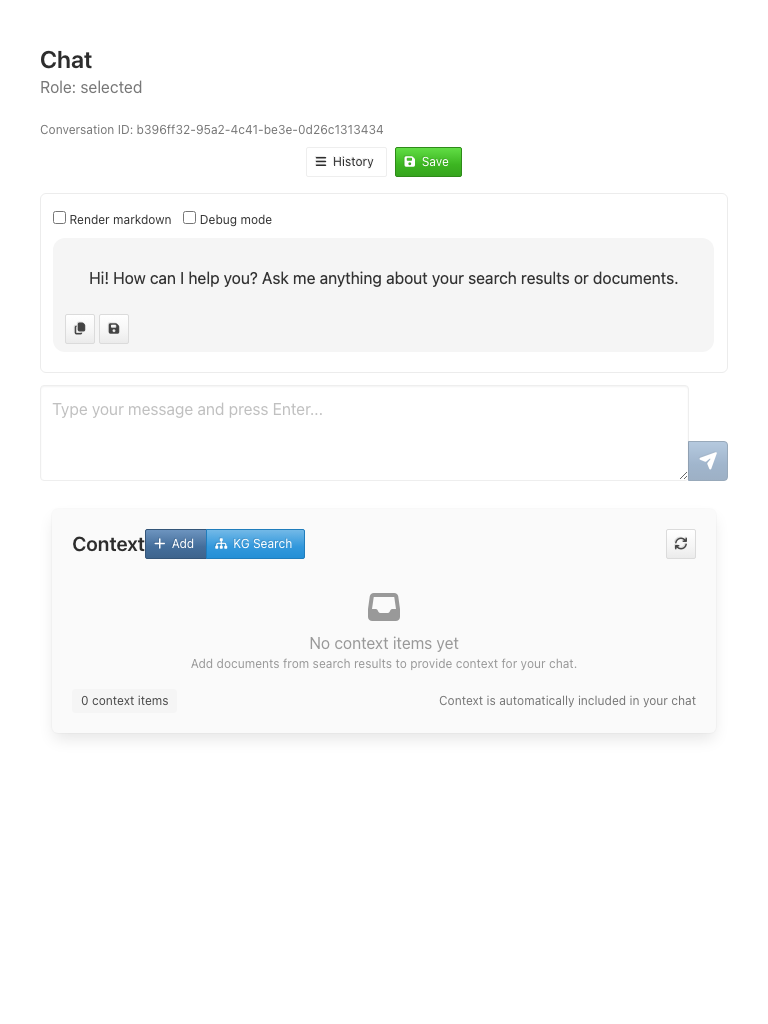 Chat
Role: selected
Conversation ID: b396ff32-95a2-4c41-be3e-0d26c1313434
History
Save
Render markdown
Debug mode
Hi! How can I help you? Ask me anything about your search results or documents.
Type your message and press Enter...
Context
Add
KG Search
No context items yet
Add documents from search results to provide context for your chat.
0 context items
Context is automatically included in your chat